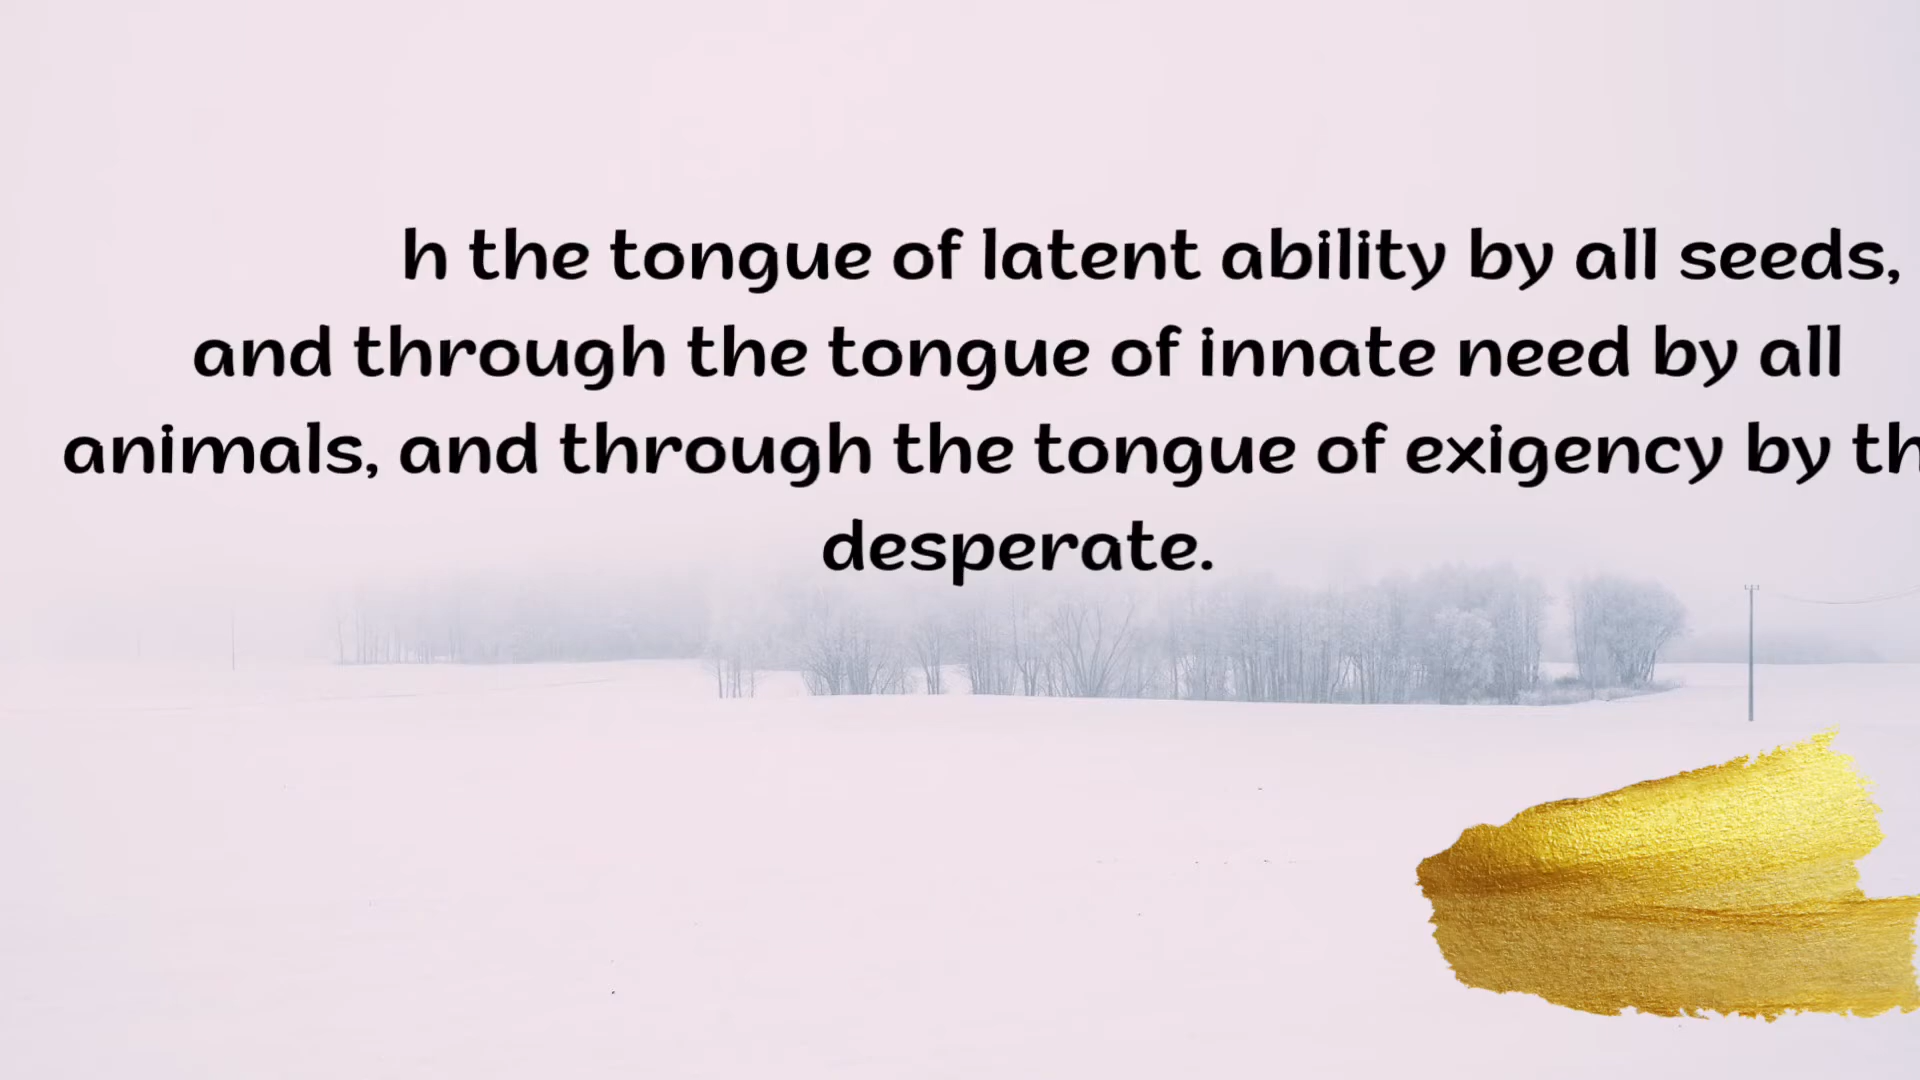 h the tongue of latent ability by all seeds,
and through the tongue of innate need by all
animals, and through the tongue of exigency by th
desperate.